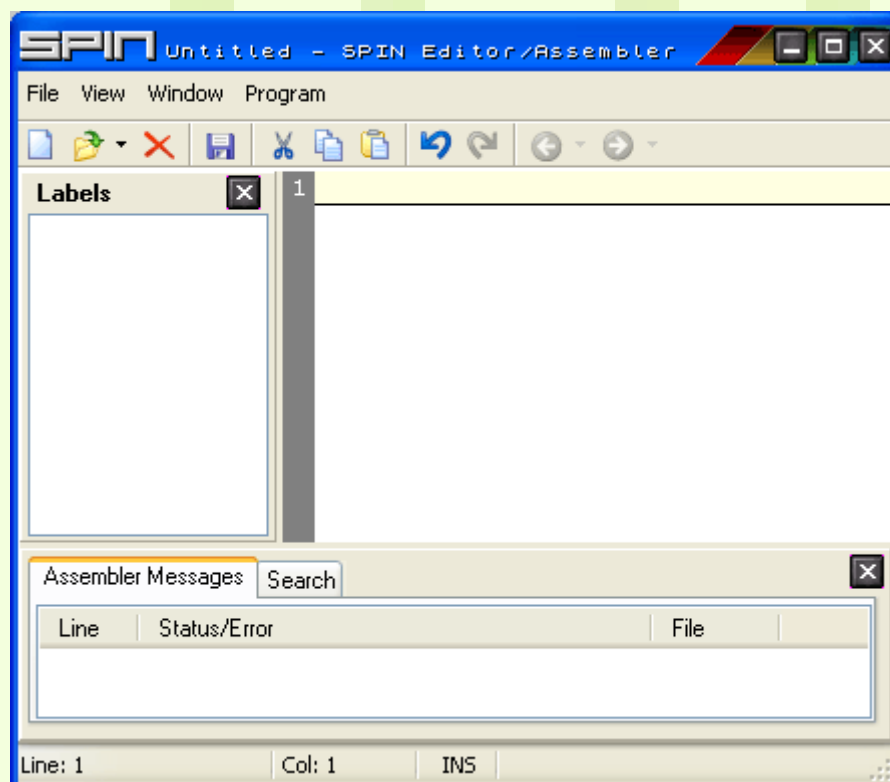 SPIN Untitled - SPIN Editor/Assembler
File View Window Program
Labels
1
Assembler Messages Search
Line Status/Error File
Line: 1 Col: 1 INS